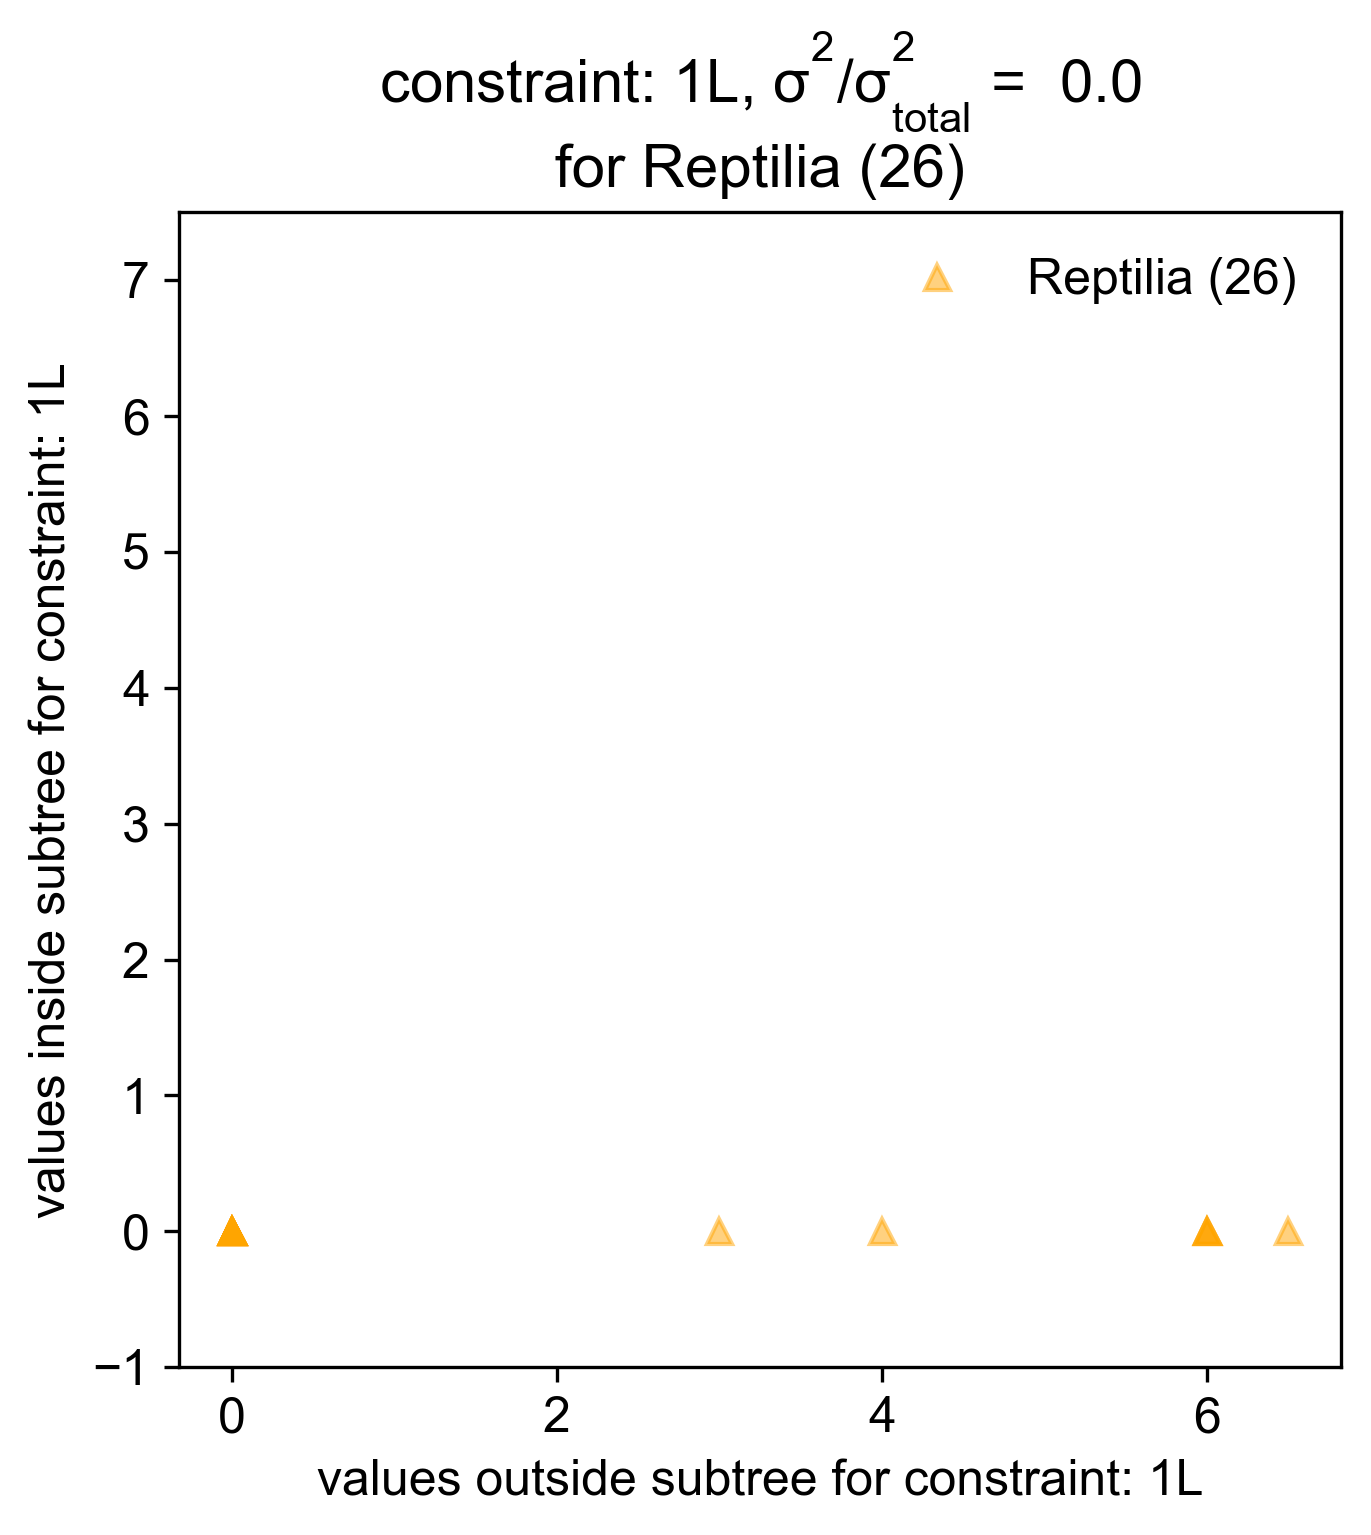 constraint: 1L, σ²/σ²total = 0.0
for Reptilia (26)
Reptilia (26)
7
6
5
4
3
2
1
0
−1
values inside subtree for constraint: 1L
0 2 4 6
values outside subtree for constraint: 1L